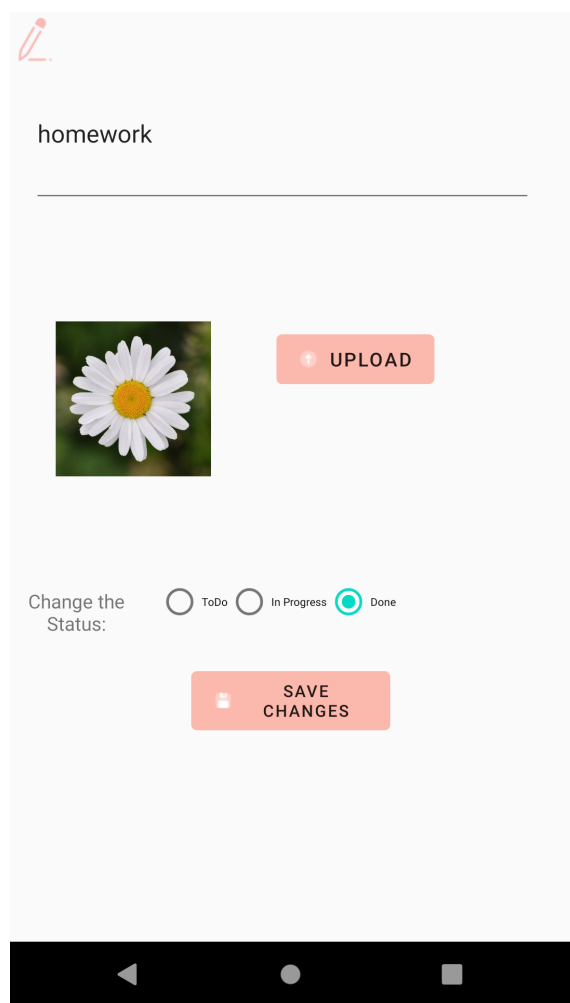 homework
UPLOAD
Change the
Status:
ToDo
In Progress
Done
SAVE
CHANGES